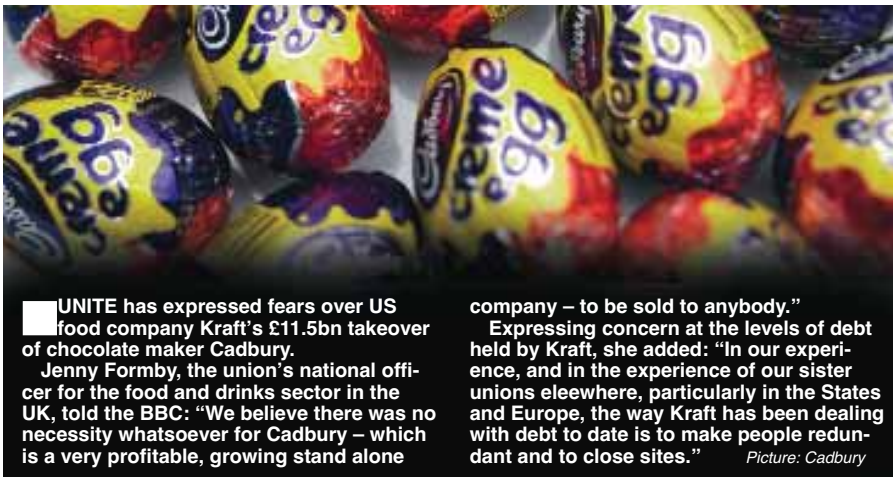 creme
egg
Cadbury
creme
egg
creme
egg
Cadbury
creme
egg
creme
egg
UNITE has expressed fears over US
food company Kraft’s £11.5bn takeover
of chocolate maker Cadbury.
Jenny Formby, the union’s national offi-
cer for the food and drinks sector in the
UK, told the BBC: “We believe there was no
necessity whatsoever for Cadbury – which
is a very profitable, growing stand alone
company – to be sold to anybody.”
Expressing concern at the levels of debt
held by Kraft, she added: “In our experi-
ence, and in the experience of our sister
unions eleewhere, particularly in the States
and Europe, the way Kraft has been dealing
with debt to date is to make people redun-
dant and to close sites.”
Picture: Cadbury